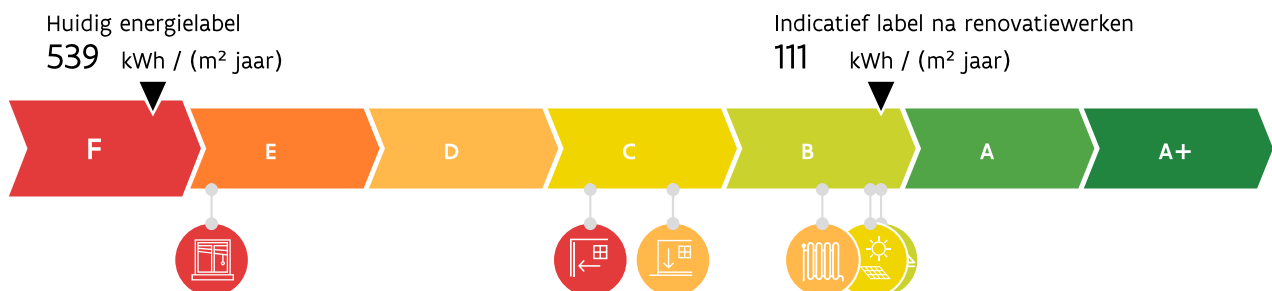 Huidig energielabel
539 kWh / (m² jaar)
Indicatief label na renovatiewerken
111 kWh / (m² jaar)
F E D C B A A+